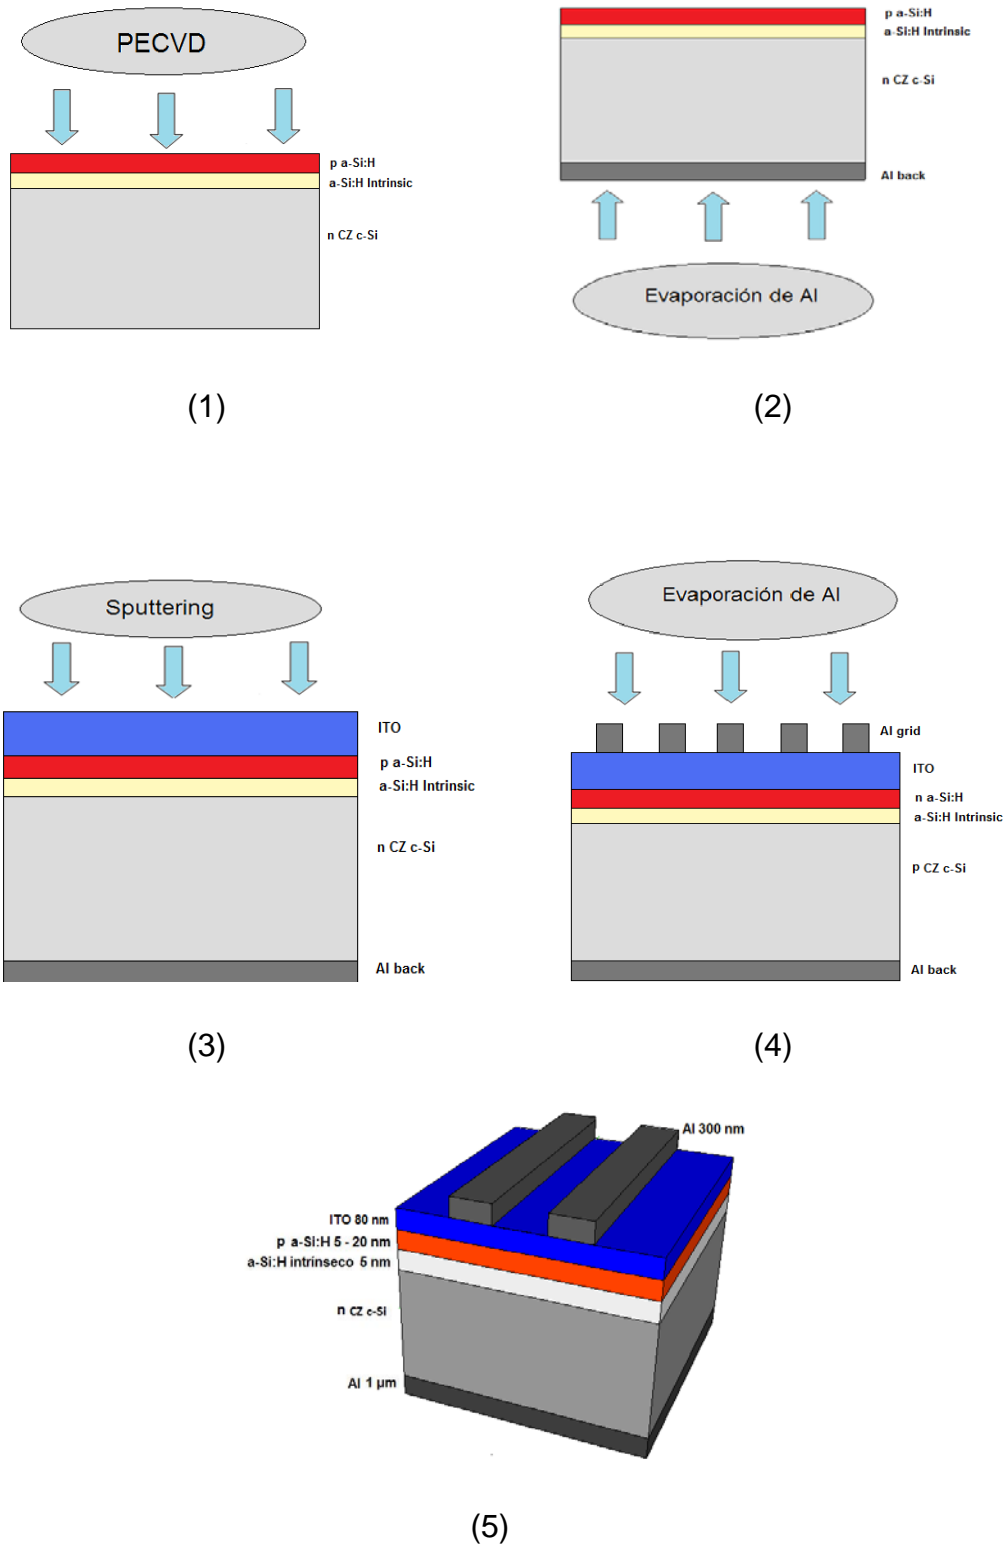 PECVD
p a-Si:H
a-Si:H Intrinsic
n CZ c-Si
(1)
p a-Si:H
a-Si:H Intrinsic
n CZ c-Si
Al back
Evaporación de Al
(2)
Sputtering
ITO
p a-Si:H
a-Si:H Intrinsic
n CZ c-Si
Al back
(3)
Evaporación de Al
Al grid
ITO
n a-Si:H
a-Si:H Intrinsic
p CZ c-Si
Al back
(4)
Al 300 nm
ITO 80 nm
p a-Si:H 5 - 20 nm
a-Si:H intrínseco 5 nm
n CZ c-Si
Al 1 µm
(5)